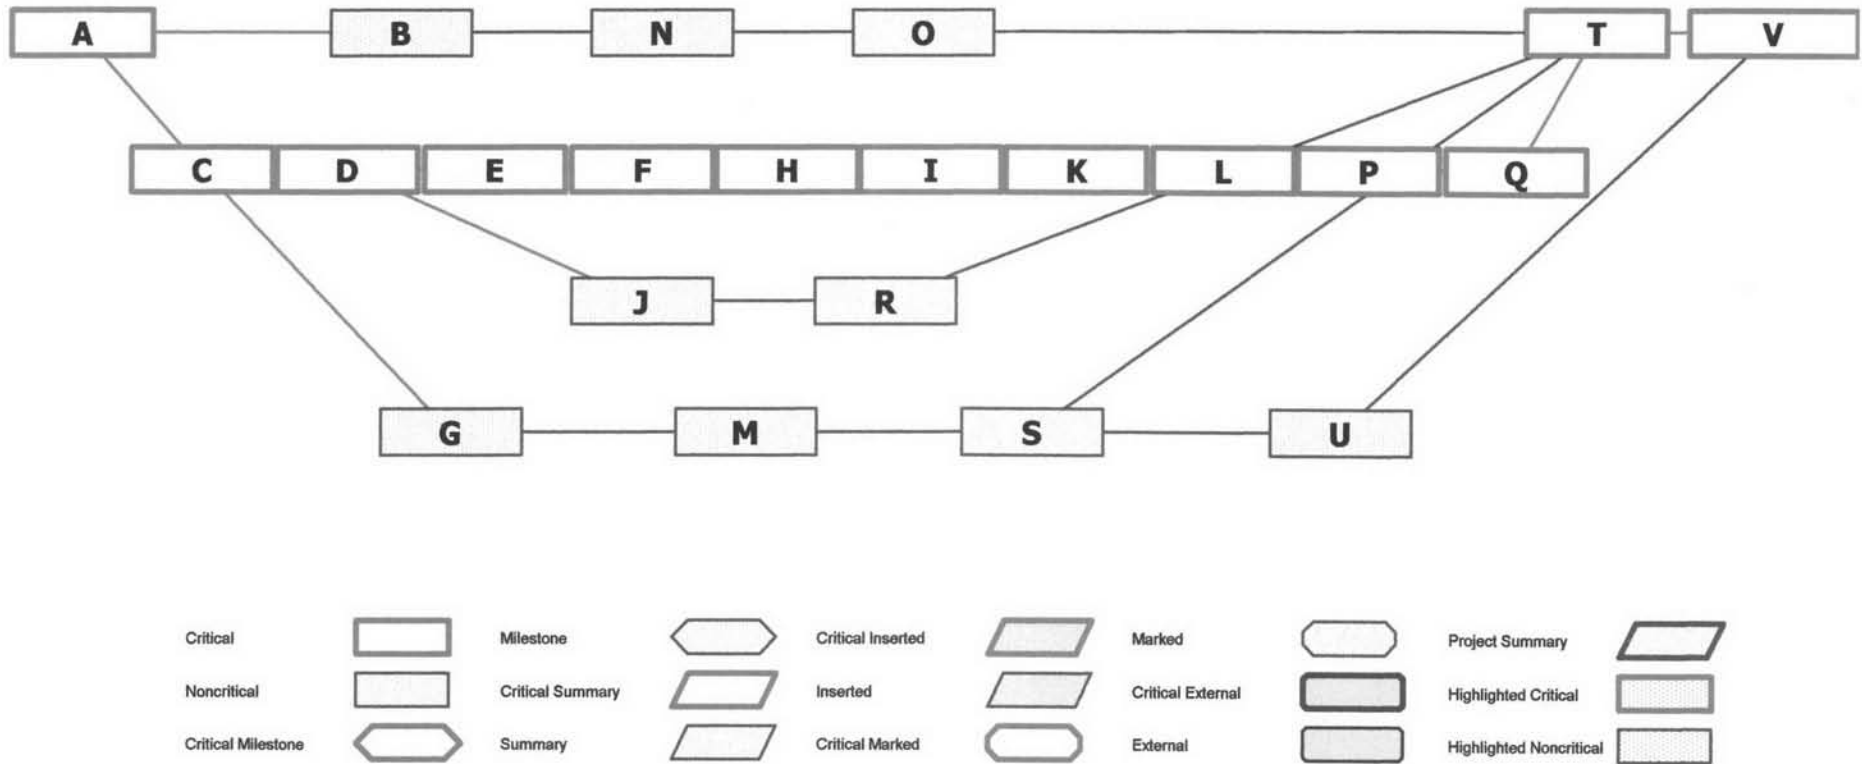 A B N O T V
C D E F H I K L P Q
J R
G M S U
Critical Milestone Critical Inserted Marked Project Summary
Noncritical Critical Summary Inserted Critical External Highlighted Critical
Critical Milestone Summary Critical Marked External Highlighted Noncritical